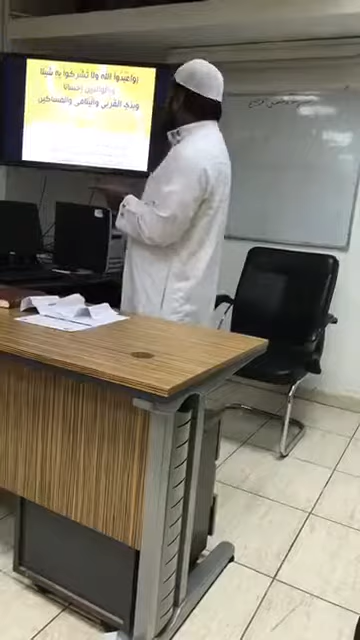 (واعبدوا الله ولا تشركوا به شيئا
وبالوالدين إحسانا
وبذي القربى واليتامى والمساكين)